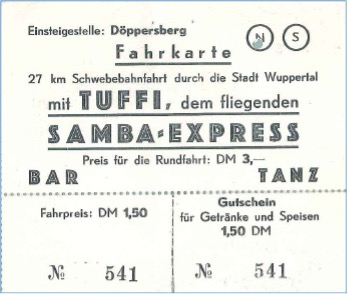 Einsteigestelle: Döppersberg
N S
Fahrkarte
27 km Schwebebahnfahrt durch die Stadt Wuppertal
mit TUFFI, dem fliegenden
SAMBA-EXPRESS
Preis für die Rundfahrt: DM 3,—
BAR TANZ
Fahrpreis: DM 1,50
№ 541
Gutschein
für Getränke und Speisen
1,50 DM
№ 541